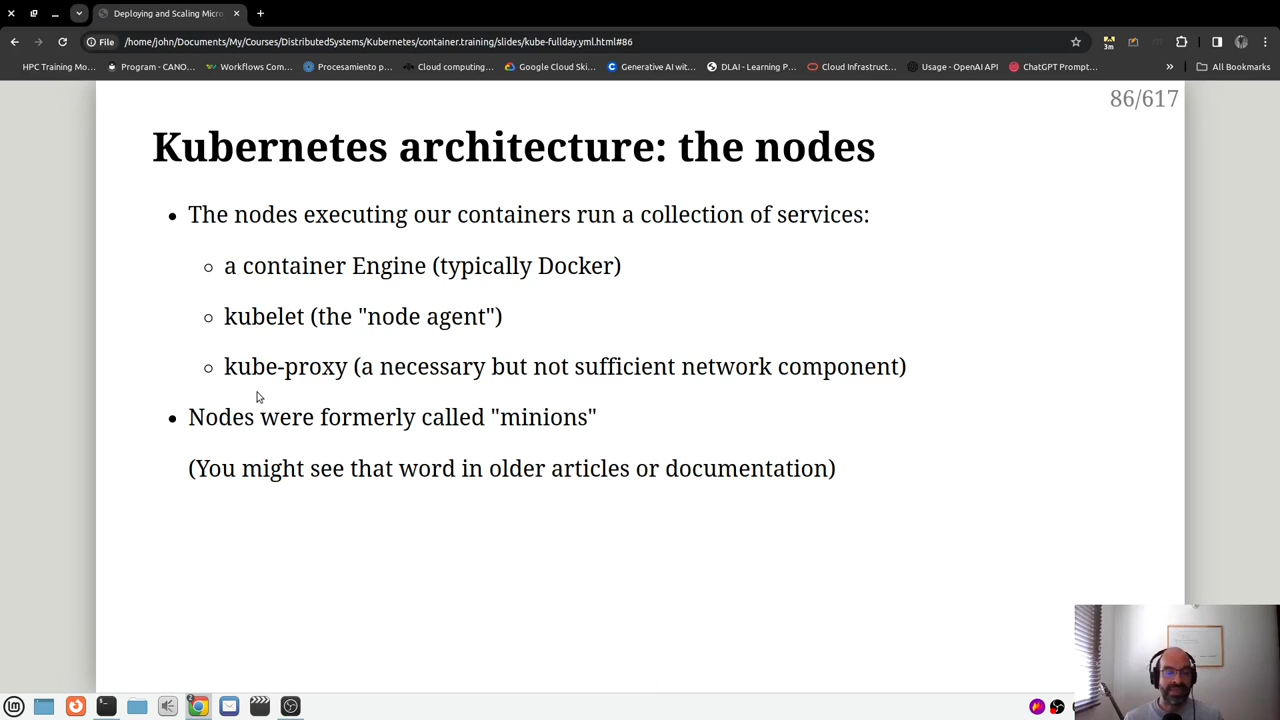 Deploying and Scaling Micro
File
/home/john/Documents/My/Courses/DistributedSystems/Kubernetes/container.training/slides/kube-fullday.yml.html#86
3m
HPC Training Mo...
Program - CANO...
Workflows Com...
Procesamiento p...
Cloud computing...
Google Cloud Ski...
Generative AI wit...
DLAI - Learning P...
Cloud Infrastruct...
Usage - OpenAI API
ChatGPT Prompt...
»
All Bookmarks
86/617
Kubernetes architecture: the nodes
The nodes executing our containers run a collection of services:
a container Engine (typically Docker)
kubelet (the "node agent")
kube-proxy (a necessary but not sufficient network component)
Nodes were formerly called "minions"
(You might see that word in older articles or documentation)
2